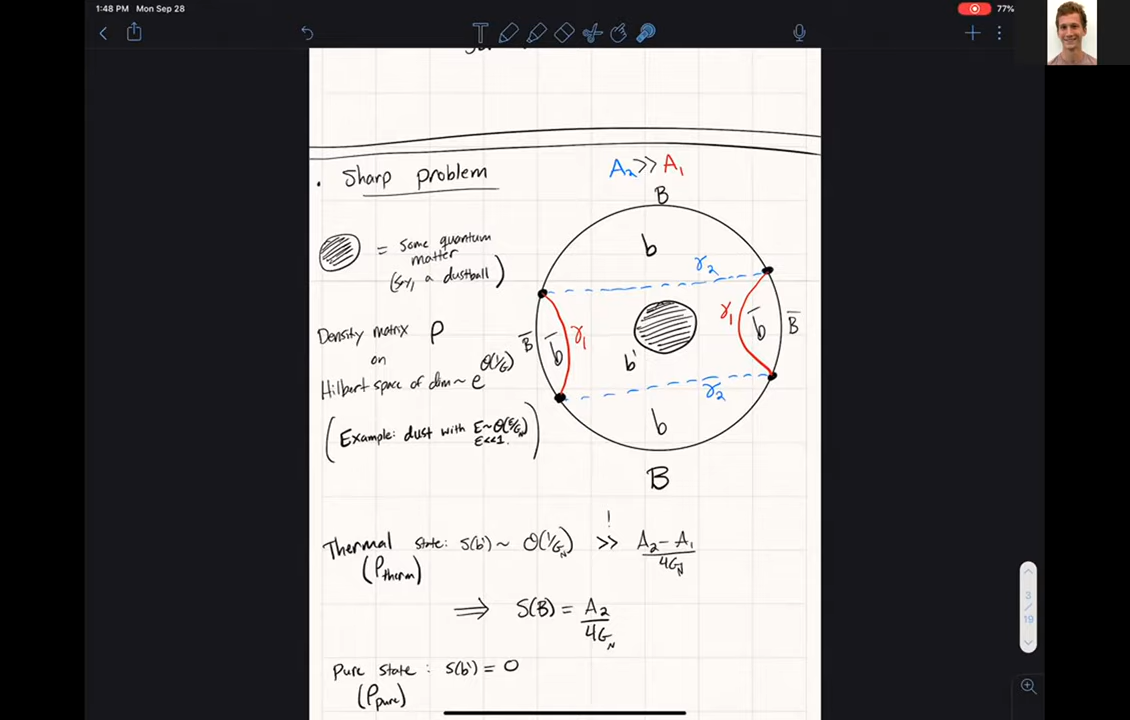 1:48 PM Mon Sep 28
77%
• Sharp problem
A₂ >> A₁
B
b
γ₂
= Some quantum
matter
(say, a dustball)
γ₁
γ₁
b̄
B̄
B̄
b̄
b'
Density matrix ρ
on
Hilbert space of dim ~ e^O(1/G)
γ₂
(Example: dust with E~O(ε/G_N)
ε<<1.)
b
B
!
Thermal state: S(b') ~ O(1/G_N) >> A₂ - A₁ / 4G_N
(ρ_therm)
⟹ S(B) = A₂ / 4G_N
Pure state: S(b') = 0
(ρ_pure)
3
/
19